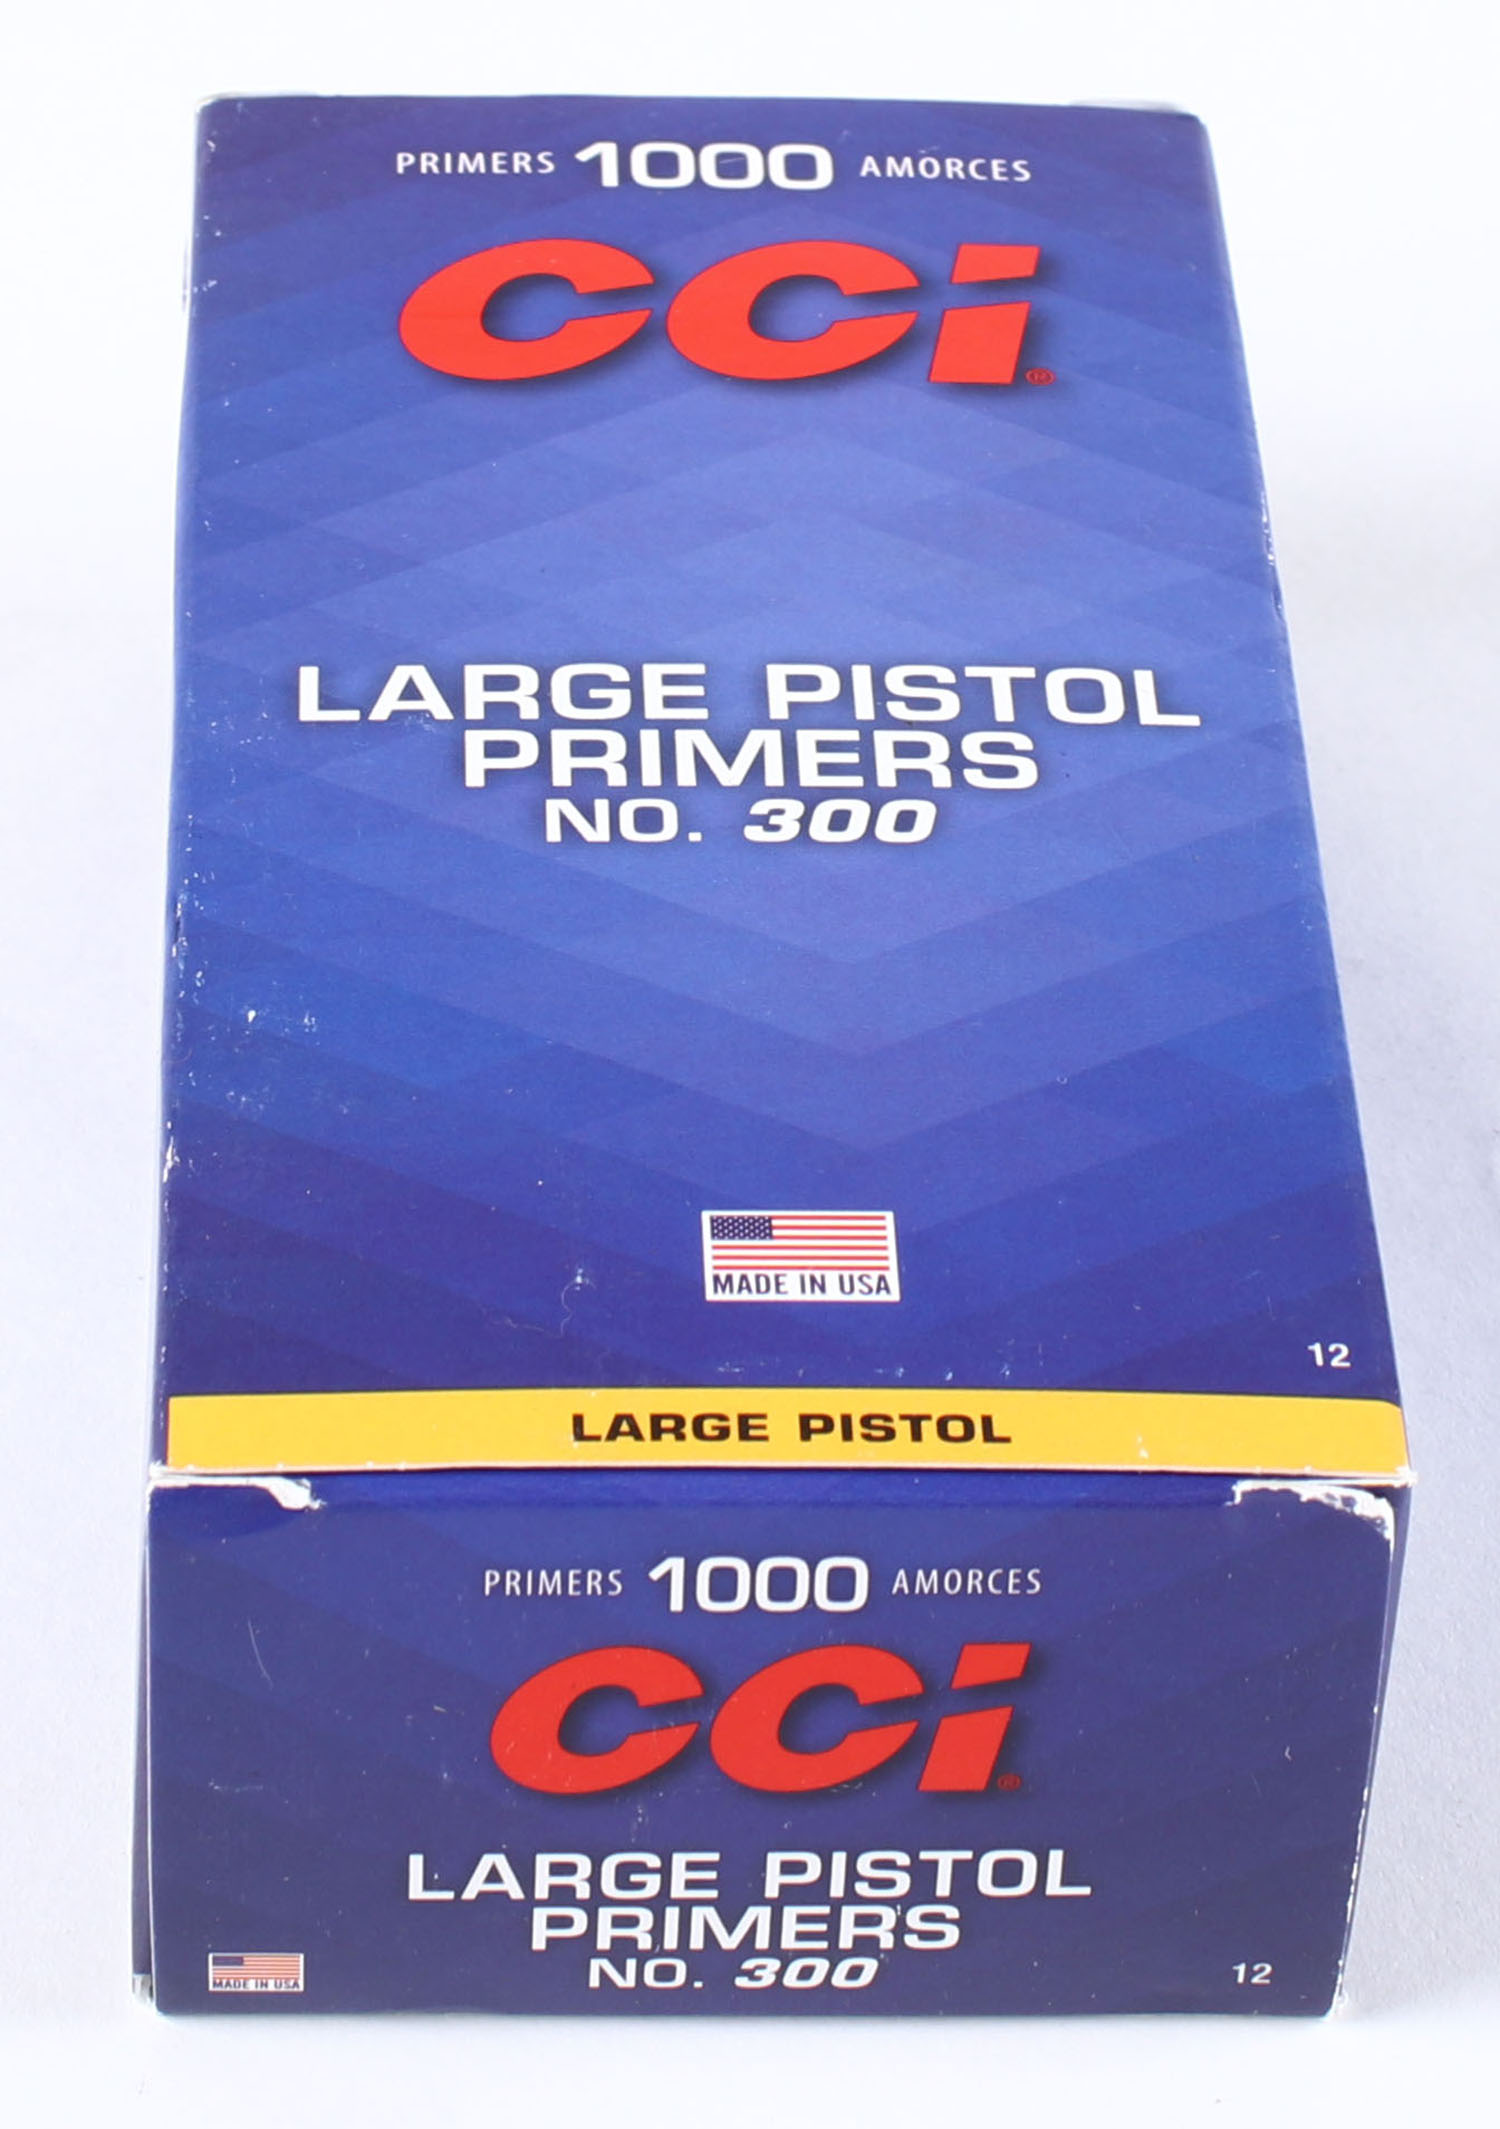 PRIMERS 1000 AMORCES
CCI®
LARGE PISTOL
PRIMERS
NO. 300
MADE IN USA
12
LARGE PISTOL
PRIMERS 1000 AMORCES
CCI®
LARGE PISTOL
PRIMERS
NO. 300
MADE IN USA
12